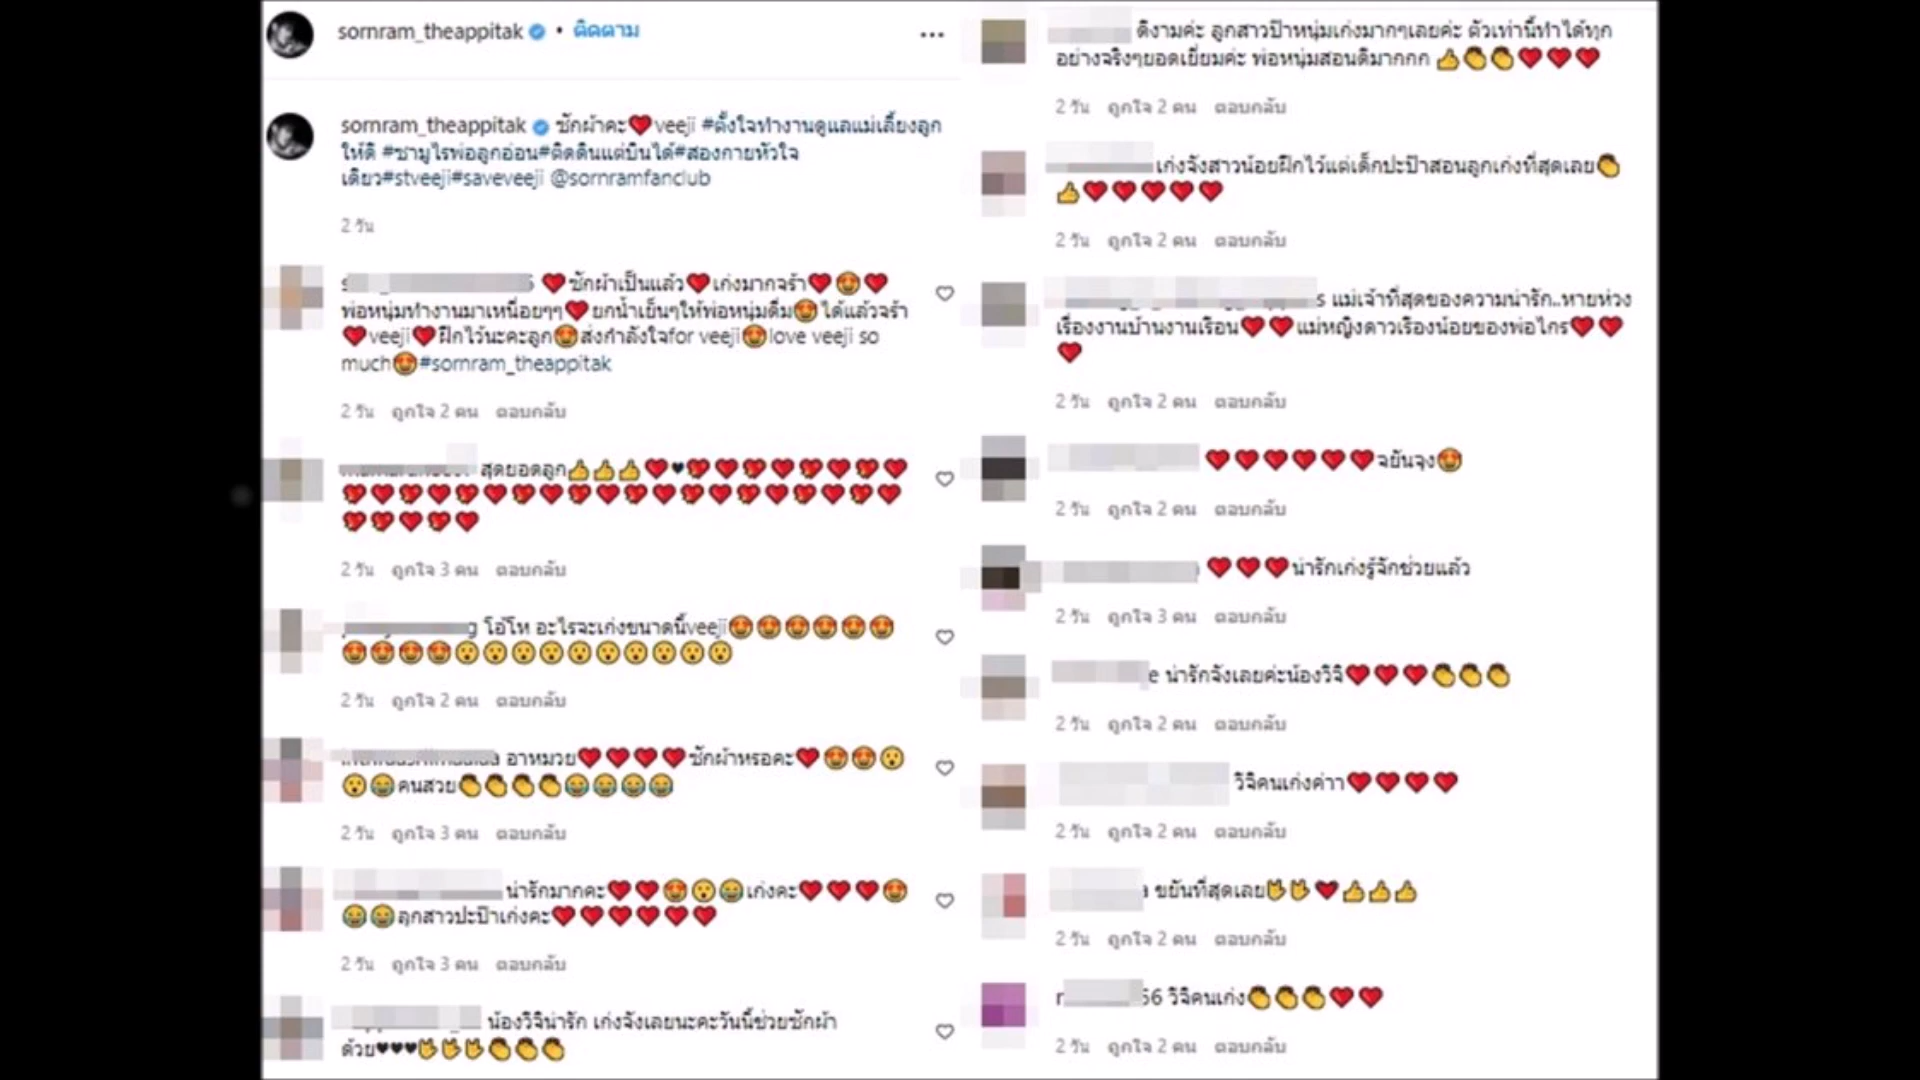 sornram_theappitak • ติดตาม
sornram_theappitak ซักผ้าคะ❤️veeji #ตั้งใจทำงานดูแลแม่เลี้ยงลูก
ให้ดี #ซามูไรพ่อลูกอ่อน#ติดดินแต่บินได้#สองกายหัวใจ
เดียว#stveeji#saveveeji @sornramfanclub
2 วัน
❤️ซักผ้าเป็นแล้ว❤️เก่งมากจร้า❤️😍❤️
พ่อหนุ่มทำงานมาเหนื่อยๆๆ❤️ยกน้ำเย็นๆให้พ่อหนุ่มดื่ม😍ได้แล้วจร้า
❤️veeji❤️ฝึกไว้นะคะลูก😍ส่งกำลังใจfor veeji😍love veeji so
much😍#sornram_theappitak
2 วัน ถูกใจ 2 คน ตอบกลับ
สุดยอดลูก👍👍👍❤️♥💖❤️💖❤️💖❤️💖❤️
💖❤️💖❤️💖❤️💖❤️💖❤️💖❤️💖❤️💖❤️💖❤️💖❤️
💖💖❤️💖❤️
2 วัน ถูกใจ 3 คน ตอบกลับ
โอ้โห อะไรจะเก่งขนาดนี้veeji😍😍😍😍😍😍
😍😍😍😍😮😮😮😮😮😮😮😮😮😮
2 วัน ถูกใจ 2 คน ตอบกลับ
อาหมวย❤️❤️❤️❤️ซักผ้าหรอคะ❤️😍😍😮
😮😂คนสวย👏👏👏👏😂😂😂😂
2 วัน ถูกใจ 3 คน ตอบกลับ
น่ารักมากคะ❤️❤️😍😮😂เก่งคะ❤️❤️❤️😍
😂😂ลุกสาวปะป๊าเก่งคะ❤️❤️❤️❤️❤️❤️
2 วัน ถูกใจ 3 คน ตอบกลับ
น้องวีจิน่ารัก เก่งจังเลยนะคะวันนี้ช่วยซักผ้า
ด้วย♥♥♥🤟🤟🤟👏👏👏
ดีงามค่ะ ลูกสาวป๊าหนุ่มเก่งมากๆเลยค่ะ ตัวเท่านี้ทำได้ทุก
อย่างจริงๆยอดเยี่ยมค่ะ พ่อหนุ่มสอนดีมากกก 👍👏👏❤️❤️❤️
2 วัน ถูกใจ 2 คน ตอบกลับ
เก่งจังสาวน้อยฝึกไว้แต่เด็กปะป๊าสอนลูกเก่งที่สุดเลย👏
👍❤️❤️❤️❤️❤️
2 วัน ถูกใจ 2 คน ตอบกลับ
แม่เจ้าที่สุดของความน่ารัก..หายห่วง
เรื่องงานบ้านงานเรือน❤️❤️แม่หญิงดาวเรืองน้อยของพ่อไกร❤️❤️
❤️
2 วัน ถูกใจ 2 คน ตอบกลับ
❤️❤️❤️❤️❤️❤️จยันจุง😍
2 วัน ถูกใจ 2 คน ตอบกลับ
❤️❤️❤️น่ารักเก่งรู้จักช่วยแล้ว
2 วัน ถูกใจ 3 คน ตอบกลับ
น่ารักจังเลยค่ะน้องวีจิ❤️❤️❤️👏👏👏
2 วัน ถูกใจ 2 คน ตอบกลับ
วีจิคนเก่งค่าา❤️❤️❤️❤️
2 วัน ถูกใจ 2 คน ตอบกลับ
ขยันที่สุดเลย🤟🤟❤️👍👍👍
2 วัน ถูกใจ 2 คน ตอบกลับ
วีจิคนเก่ง👏👏👏❤️❤️
2 วัน ถูกใจ 2 คน ตอบกลับ